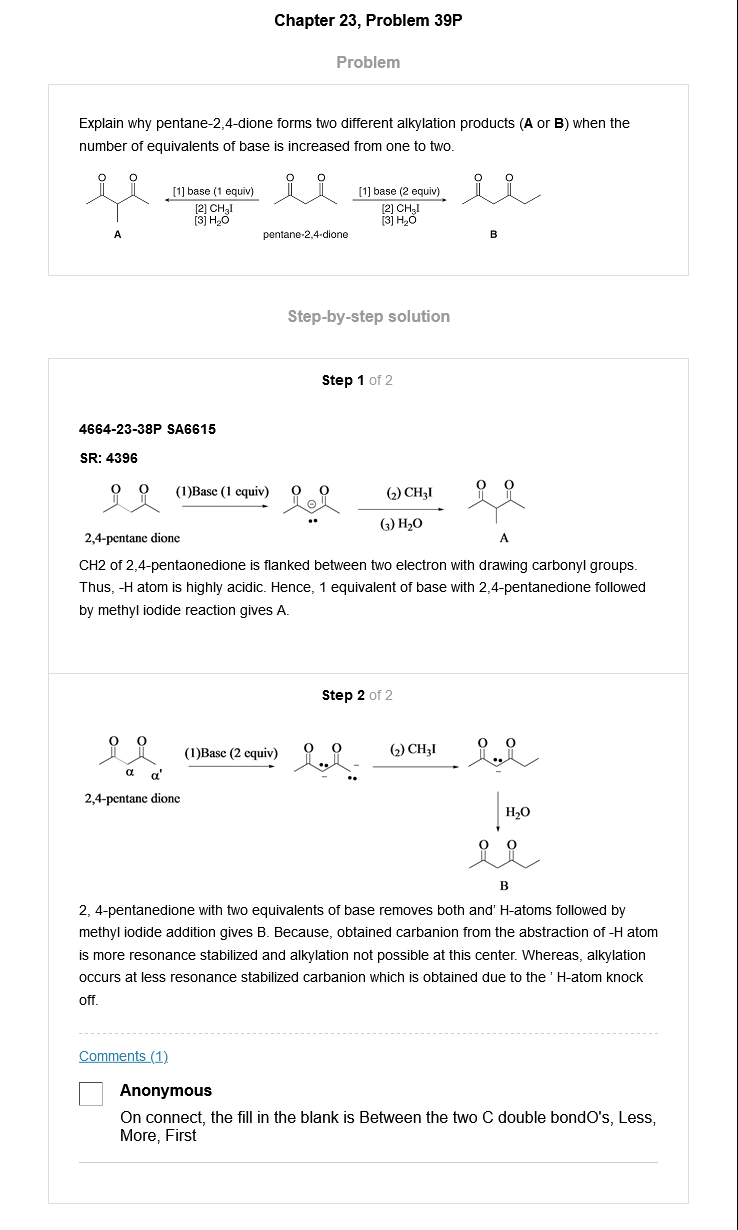 Chapter 23, Problem 39P
Problem
Explain why pentane-2,4-dione forms two different alkylation products (A or B) when the
number of equivalents of base is increased from one to two.
O O O O O O
[1] base (1 equiv) [1] base (2 equiv)
[2] CH3I [2] CH3I
[3] H2O [3] H2O
A pentane-2,4-dione B
Step-by-step solution
Step 1 of 2
4664-23-38P SA6615
SR: 4396
O O (1)Base (1 equiv) O O (2) CH3I O O
⊖
(3) H2O
2,4-pentane dione A
CH2 of 2,4-pentaonedione is flanked between two electron with drawing carbonyl groups.
Thus, -H atom is highly acidic. Hence, 1 equivalent of base with 2,4-pentanedione followed
by methyl iodide reaction gives A.
Step 2 of 2
O O (1)Base (2 equiv) O O (2) CH3I O O
α α'
2,4-pentane dione
H2O
O O
B
2, 4-pentanedione with two equivalents of base removes both and' H-atoms followed by
methyl iodide addition gives B. Because, obtained carbanion from the abstraction of -H atom
is more resonance stabilized and alkylation not possible at this center. Whereas, alkylation
occurs at less resonance stabilized carbanion which is obtained due to the ' H-atom knock
off.
Comments (1)
Anonymous
On connect, the fill in the blank is Between the two C double bondO's, Less,
More, First